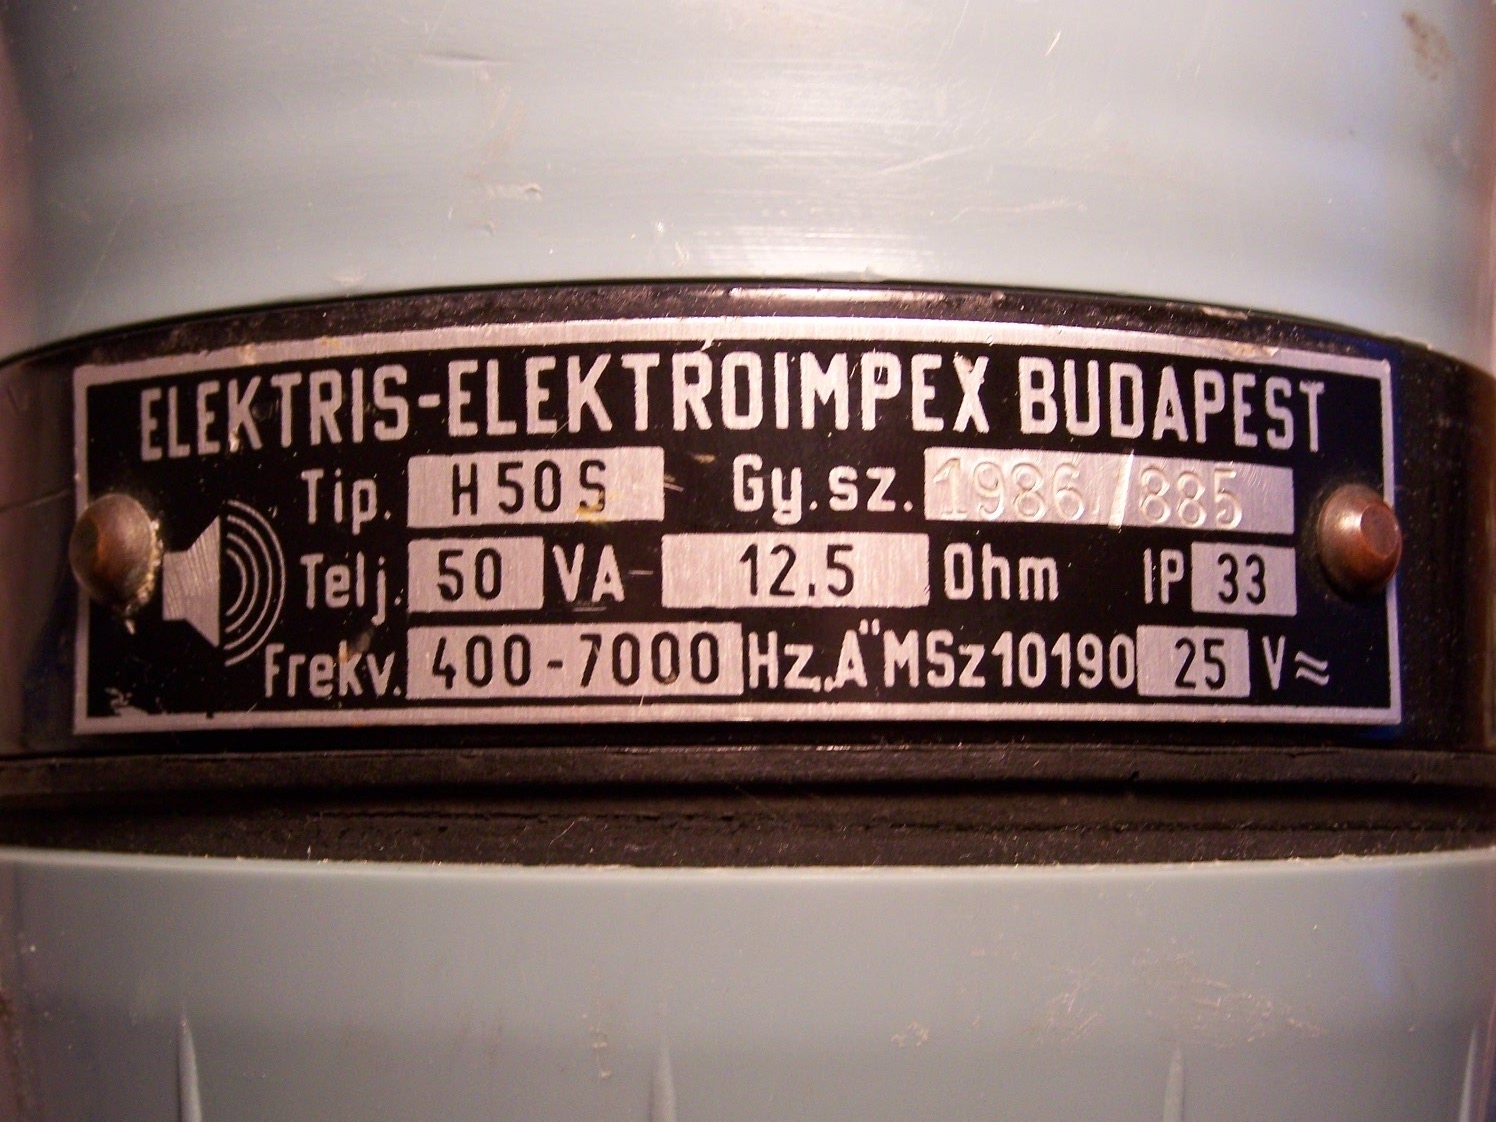 ELEKTRIS-ELEKTROIMPEX BUDAPEST
Tip. H50S Gy.sz. 1986/885
Telj. 50 VA 12.5 Ohm IP 33
Frekv. 400-7000 Hz „A" MSz10190 25 V≈